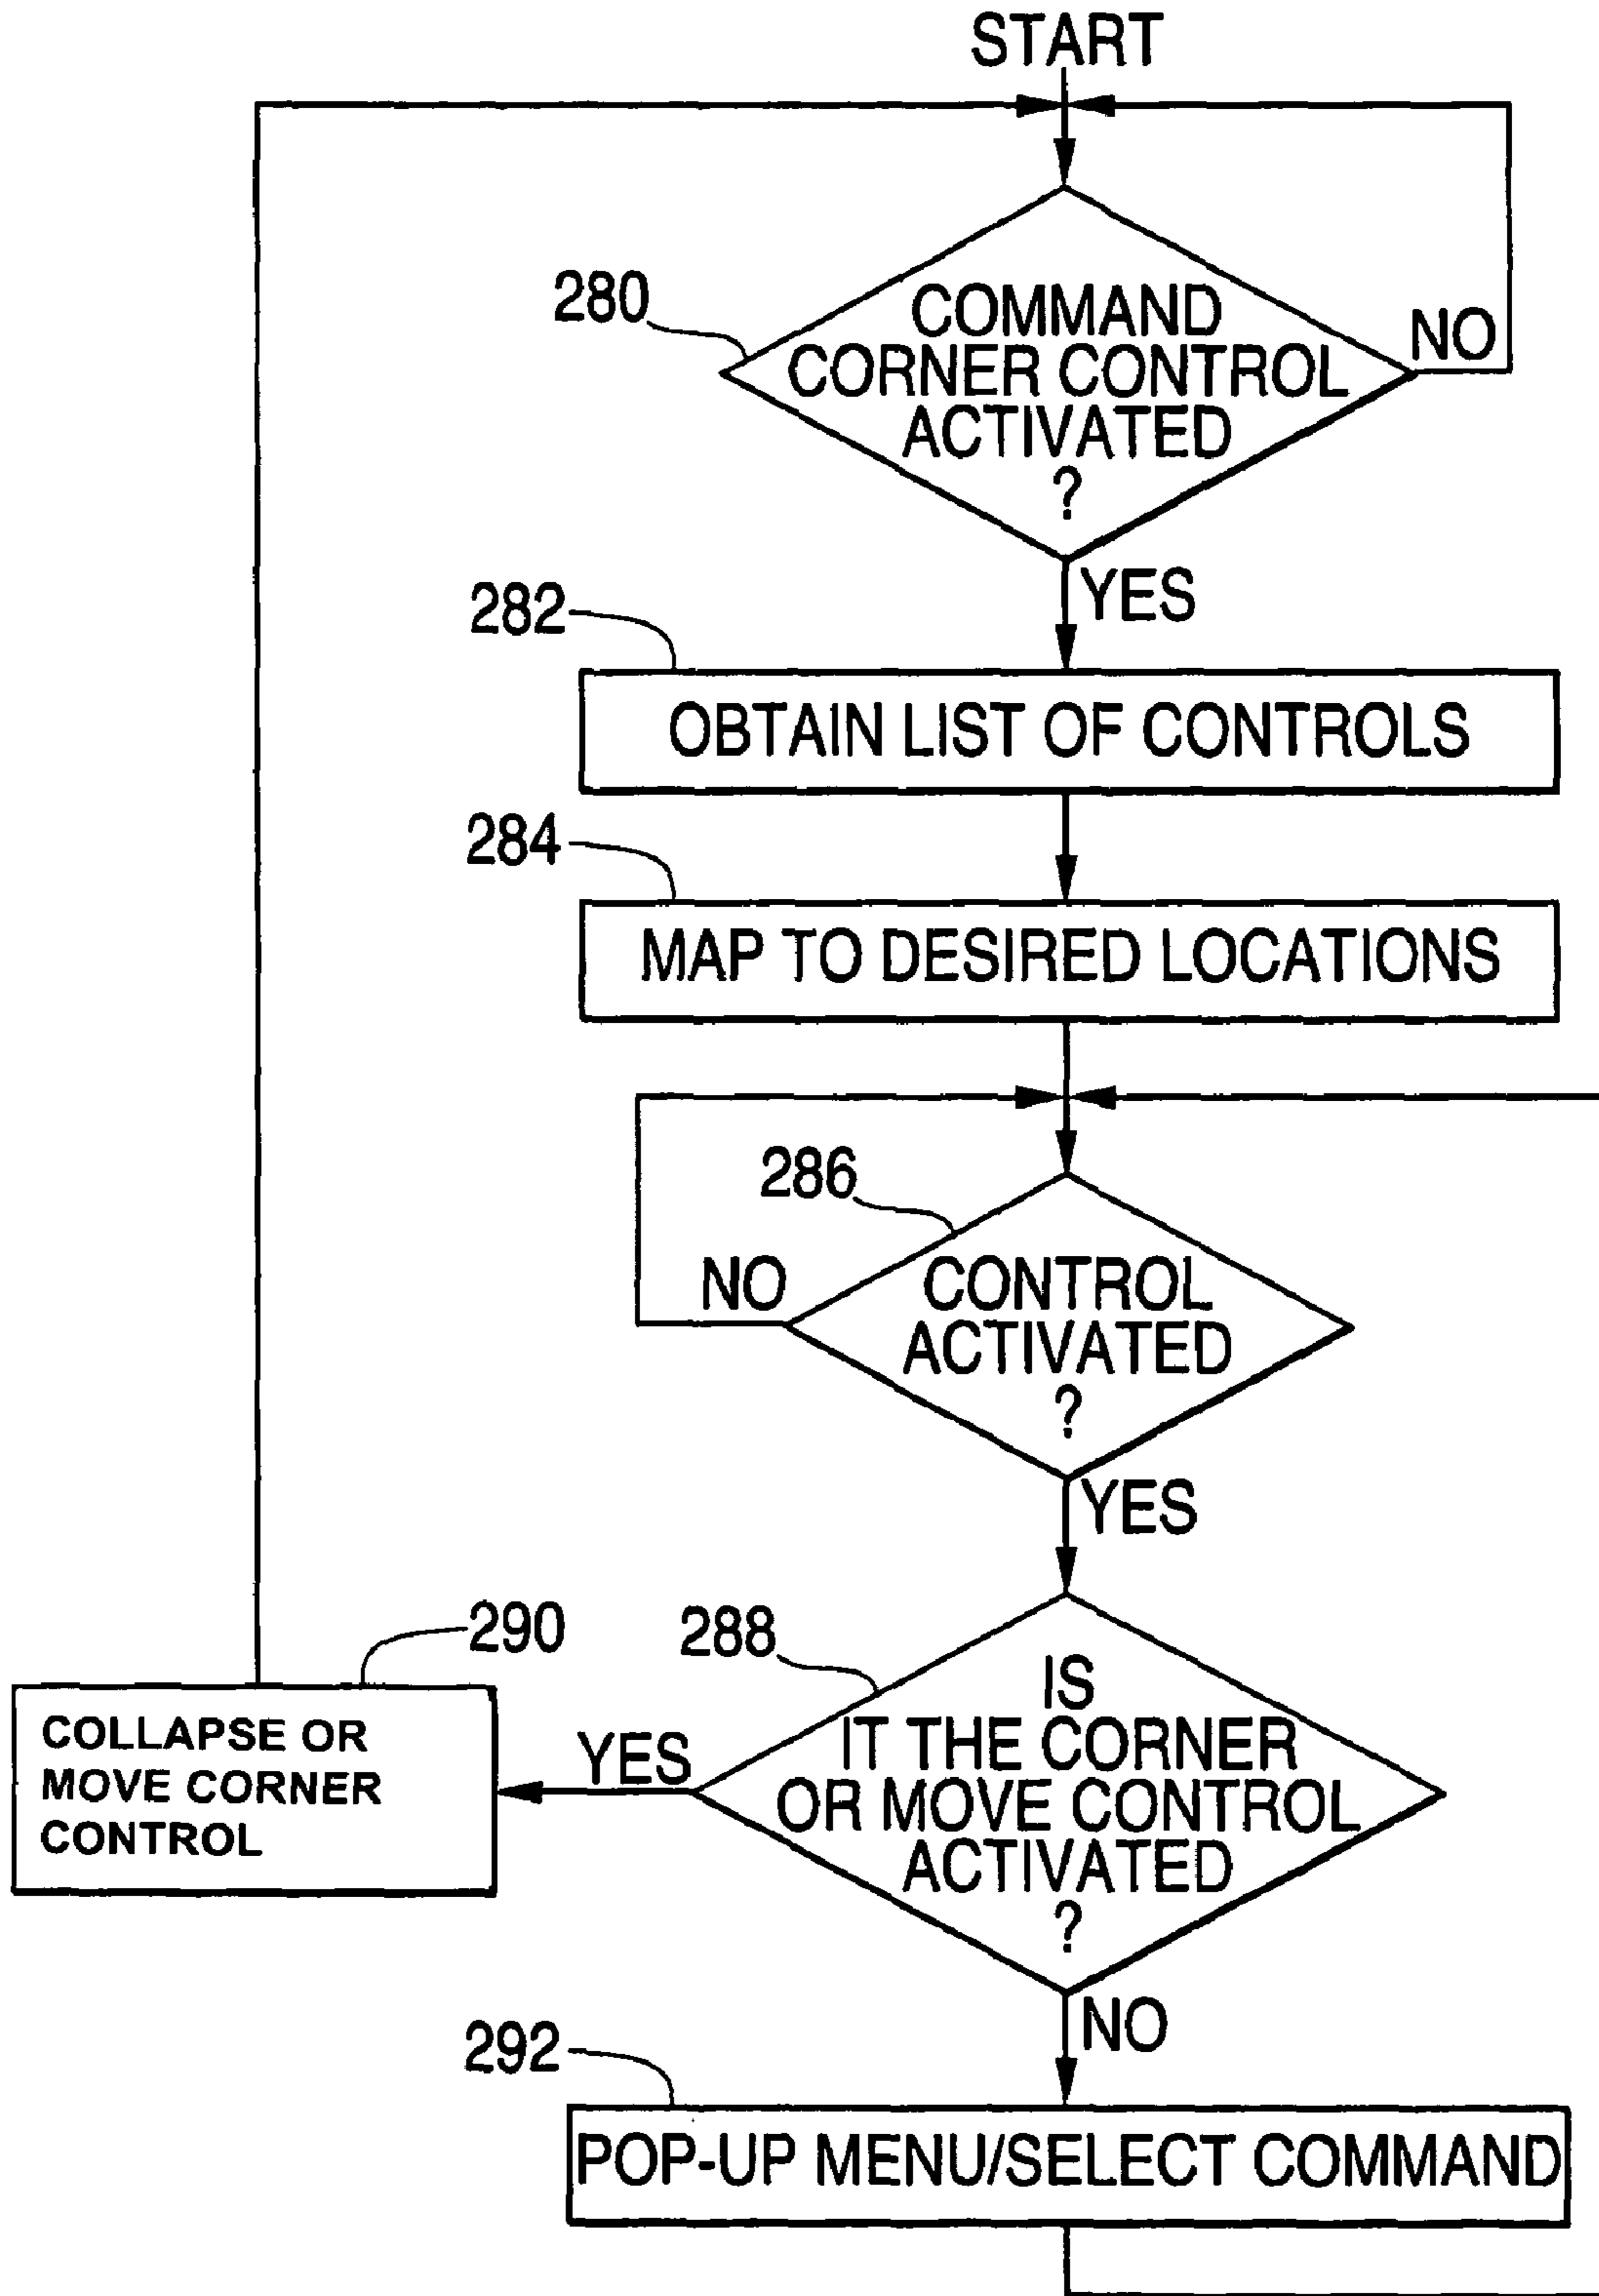 START
280
COMMAND
CORNER CONTROL
ACTIVATED
?
NO
YES
282
OBTAIN LIST OF CONTROLS
284
MAP TO DESIRED LOCATIONS
286
NO
CONTROL
ACTIVATED
?
YES
290
288
COLLAPSE OR
MOVE CORNER
CONTROL
YES
IS
IT THE CORNER
OR MOVE CONTROL
ACTIVATED
?
NO
292
POP-UP MENU/SELECT COMMAND